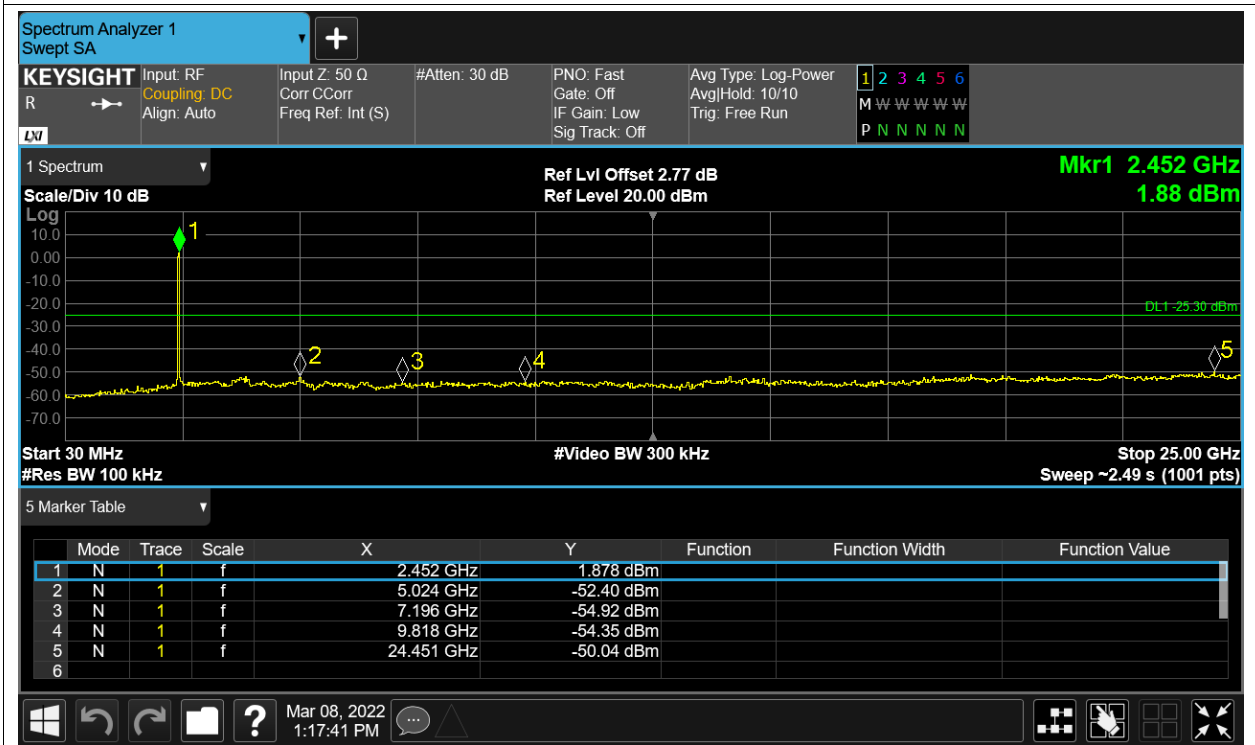 Spectrum Analyzer 1
Swept SA
KEYSIGHT
R
LXI
Input: RF
Coupling: DC
Align: Auto
Input Z: 50 Ω
Corr CCorr
Freq Ref: Int (S)
#Atten: 30 dB
PNO: Fast
Gate: Off
IF Gain: Low
Sig Track: Off
Avg Type: Log-Power
Avg|Hold: 10/10
Trig: Free Run
1 2 3 4 5 6
M W W W W W
P N N N N N
1 Spectrum
Scale/Div 10 dB
Ref Lvl Offset 2.77 dB
Ref Level 20.00 dBm
Mkr1 2.452 GHz
1.88 dBm
Log
10.0
0.00
-10.0
-20.0
-30.0
-40.0
-50.0
-60.0
-70.0
1
2
3
4
5
DL1 -25.30 dBm
Start 30 MHz
#Video BW 300 kHz
Stop 25.00 GHz
#Res BW 100 kHz
Sweep ~2.49 s (1001 pts)
5 Marker Table
Mode Trace Scale X Y Function Function Width Function Value
1 N 1 f 2.452 GHz 1.878 dBm
2 N 1 f 5.024 GHz -52.40 dBm
3 N 1 f 7.196 GHz -54.92 dBm
4 N 1 f 9.818 GHz -54.35 dBm
5 N 1 f 24.451 GHz -50.04 dBm
6
?
Mar 08, 2022
1:17:41 PM